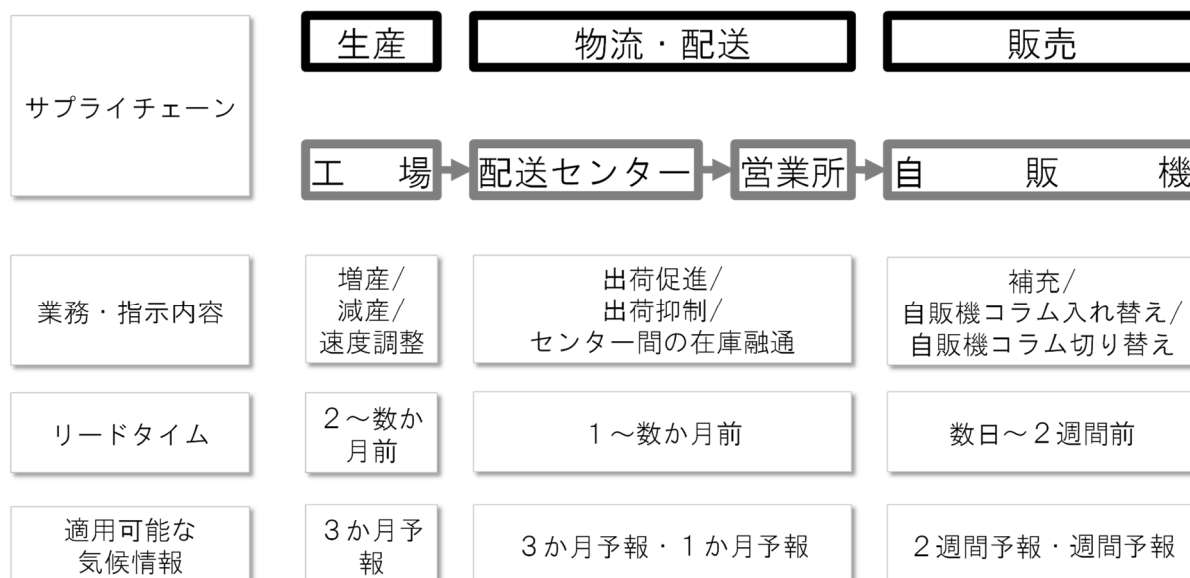 サプライチェーン
生産
物流・配送
販売
工場
配送センター
営業所
自販機
業務・指示内容
増産/
減産/
速度調整
出荷促進/
出荷抑制/
センター間の在庫融通
補充/
自販機コラム入れ替え/
自販機コラム切り替え
リードタイム
２～数か
月前
１～数か月前
数日～２週間前
適用可能な
気候情報
３か月予
報
３か月予報・１か月予報
２週間予報・週間予報